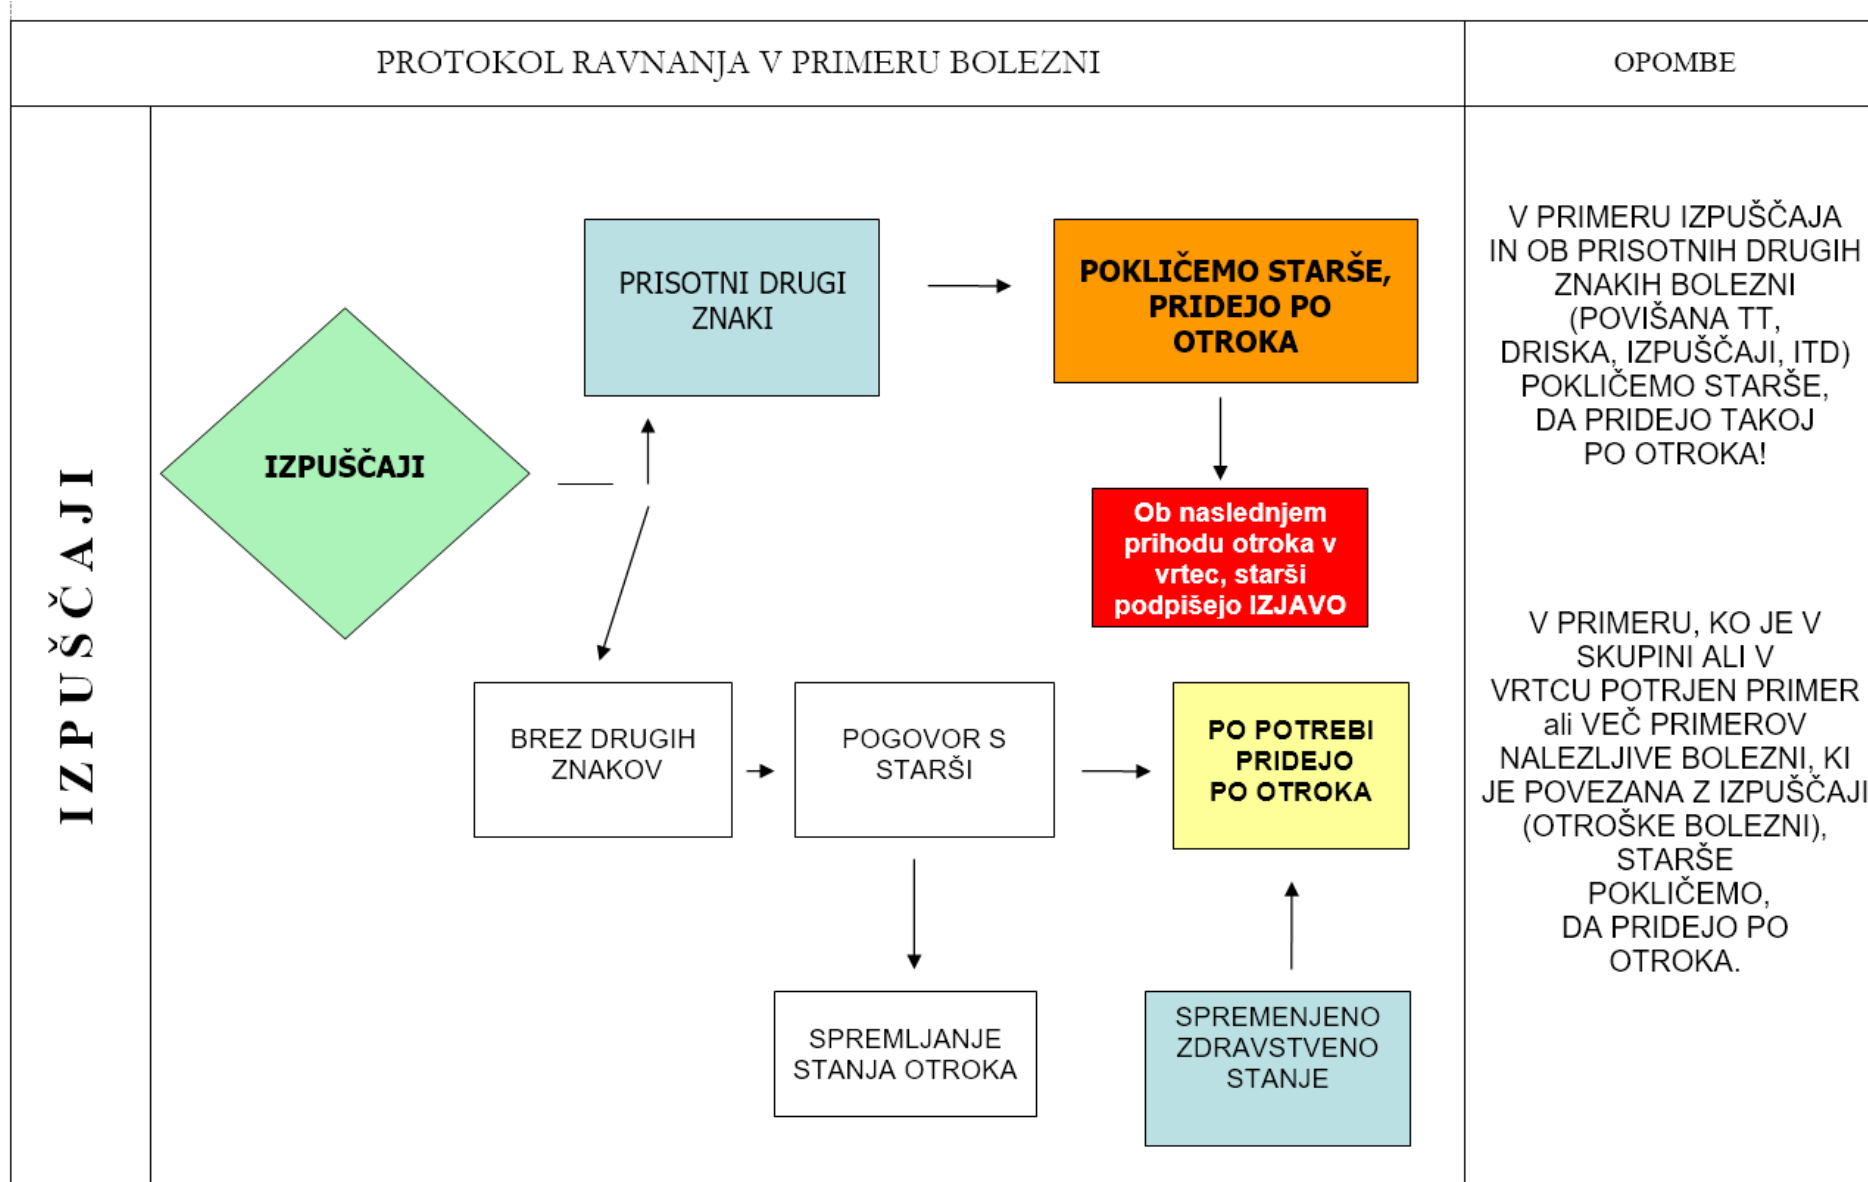 PROTOKOL RAVNANJA V PRIMERU BOLEZNI
OPOMBE
IZPUŠČAJI
IZPUŠČAJI
PRISOTNI DRUGI
ZNAKI
POKLIČEMO STARŠE,
PRIDEJO PO
OTROKA
Ob naslednjem
prihodu otroka v
vrtec, starši
podpišejo IZJAVO
BREZ DRUGIH
ZNAKOV
POGOVOR S
STARŠI
PO POTREBI
PRIDEJO
PO OTROKA
SPREMLJANJE
STANJA OTROKA
SPREMENJENO
ZDRAVSTVENO
STANJE
V PRIMERU IZPUŠČAJA
IN OB PRISOTNIH DRUGIH
ZNAKIH BOLEZNI
(POVIŠANA TT,
DRISKA, IZPUŠČAJI, ITD)
POKLIČEMO STARŠE,
DA PRIDEJO TAKOJ
PO OTROKA!
V PRIMERU, KO JE V
SKUPINI ALI V
VRTCU POTRJEN PRIMER
ali VEČ PRIMEROV
NALEZLJIVE BOLEZNI, KI
JE POVEZANA Z IZPUŠČAJI
(OTROŠKE BOLEZNI),
STARŠE
POKLIČEMO,
DA PRIDEJO PO
OTROKA.